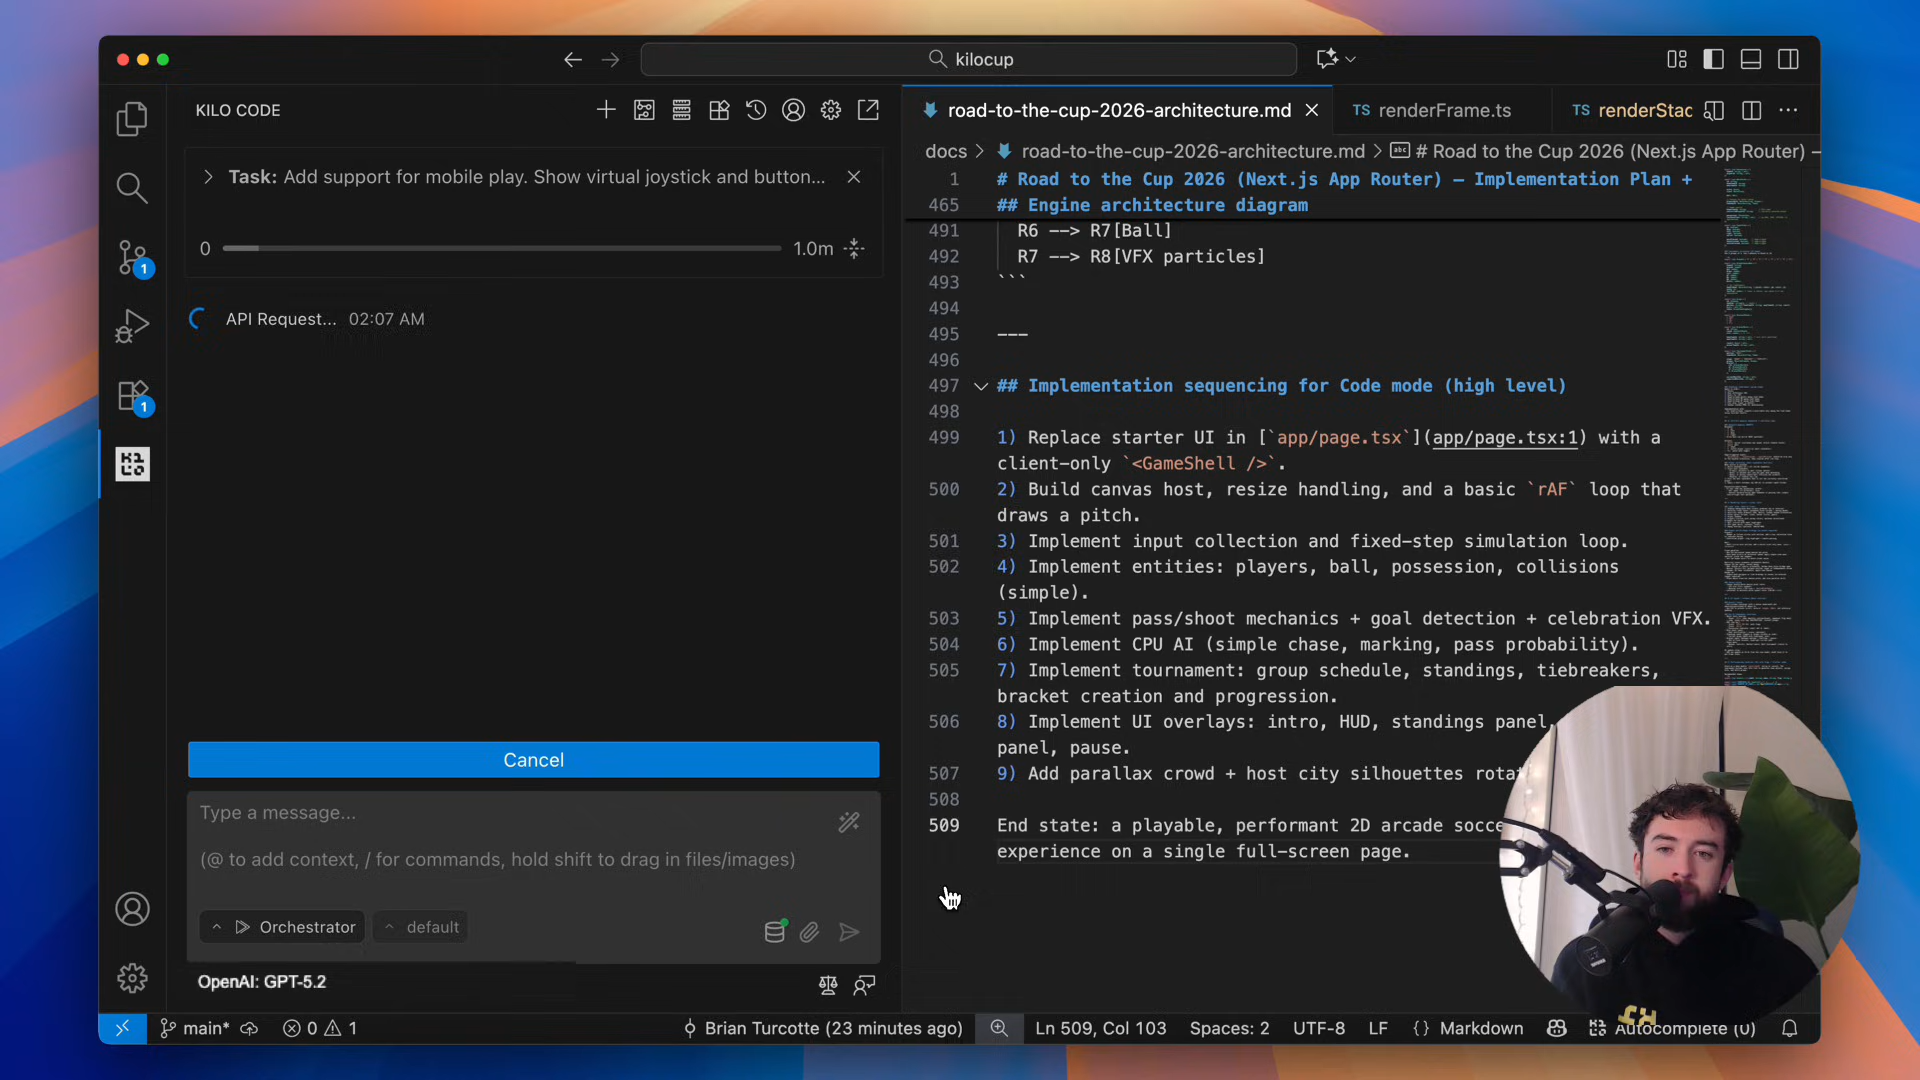 kilocup
KILO CODE
Task: Add support for mobile play. Show virtual joystick and button...
0
1.0m
API Request... 02:07 AM
Cancel
Type a message...
(@ to add context, / for commands, hold shift to drag in files/images)
Orchestrator
default
OpenAI: GPT-5.2
1
1
road-to-the-cup-2026-architecture.md
TS renderFrame.ts
TS renderStac
docs > road-to-the-cup-2026-architecture.md > abc # Road to the Cup 2026 (Next.js App Router) —
1 # Road to the Cup 2026 (Next.js App Router) — Implementation Plan +
465 ## Engine architecture diagram
491 R6 --> R7[Ball]
492 R7 --> R8[VFX particles]
493 ```
494
495 ---
496
497 ## Implementation sequencing for Code mode (high level)
498
499 1) Replace starter UI in [`app/page.tsx`](app/page.tsx:1) with a
client-only `<GameShell />`.
500 2) Build canvas host, resize handling, and a basic `rAF` loop that
draws a pitch.
501 3) Implement input collection and fixed-step simulation loop.
502 4) Implement entities: players, ball, possession, collisions
(simple).
503 5) Implement pass/shoot mechanics + goal detection + celebration VFX.
504 6) Implement CPU AI (simple chase, marking, pass probability).
505 7) Implement tournament: group schedule, standings, tiebreakers,
bracket creation and progression.
506 8) Implement UI overlays: intro, HUD, standings panel,
panel, pause.
507 9) Add parallax crowd + host city silhouettes rota
508
509 End state: a playable, performant 2D arcade socce
experience on a single full-screen page.
main* 0 1
Brian Turcotte (23 minutes ago)
Ln 509, Col 103 Spaces: 2 UTF-8 LF {} Markdown Autocomplete (0)